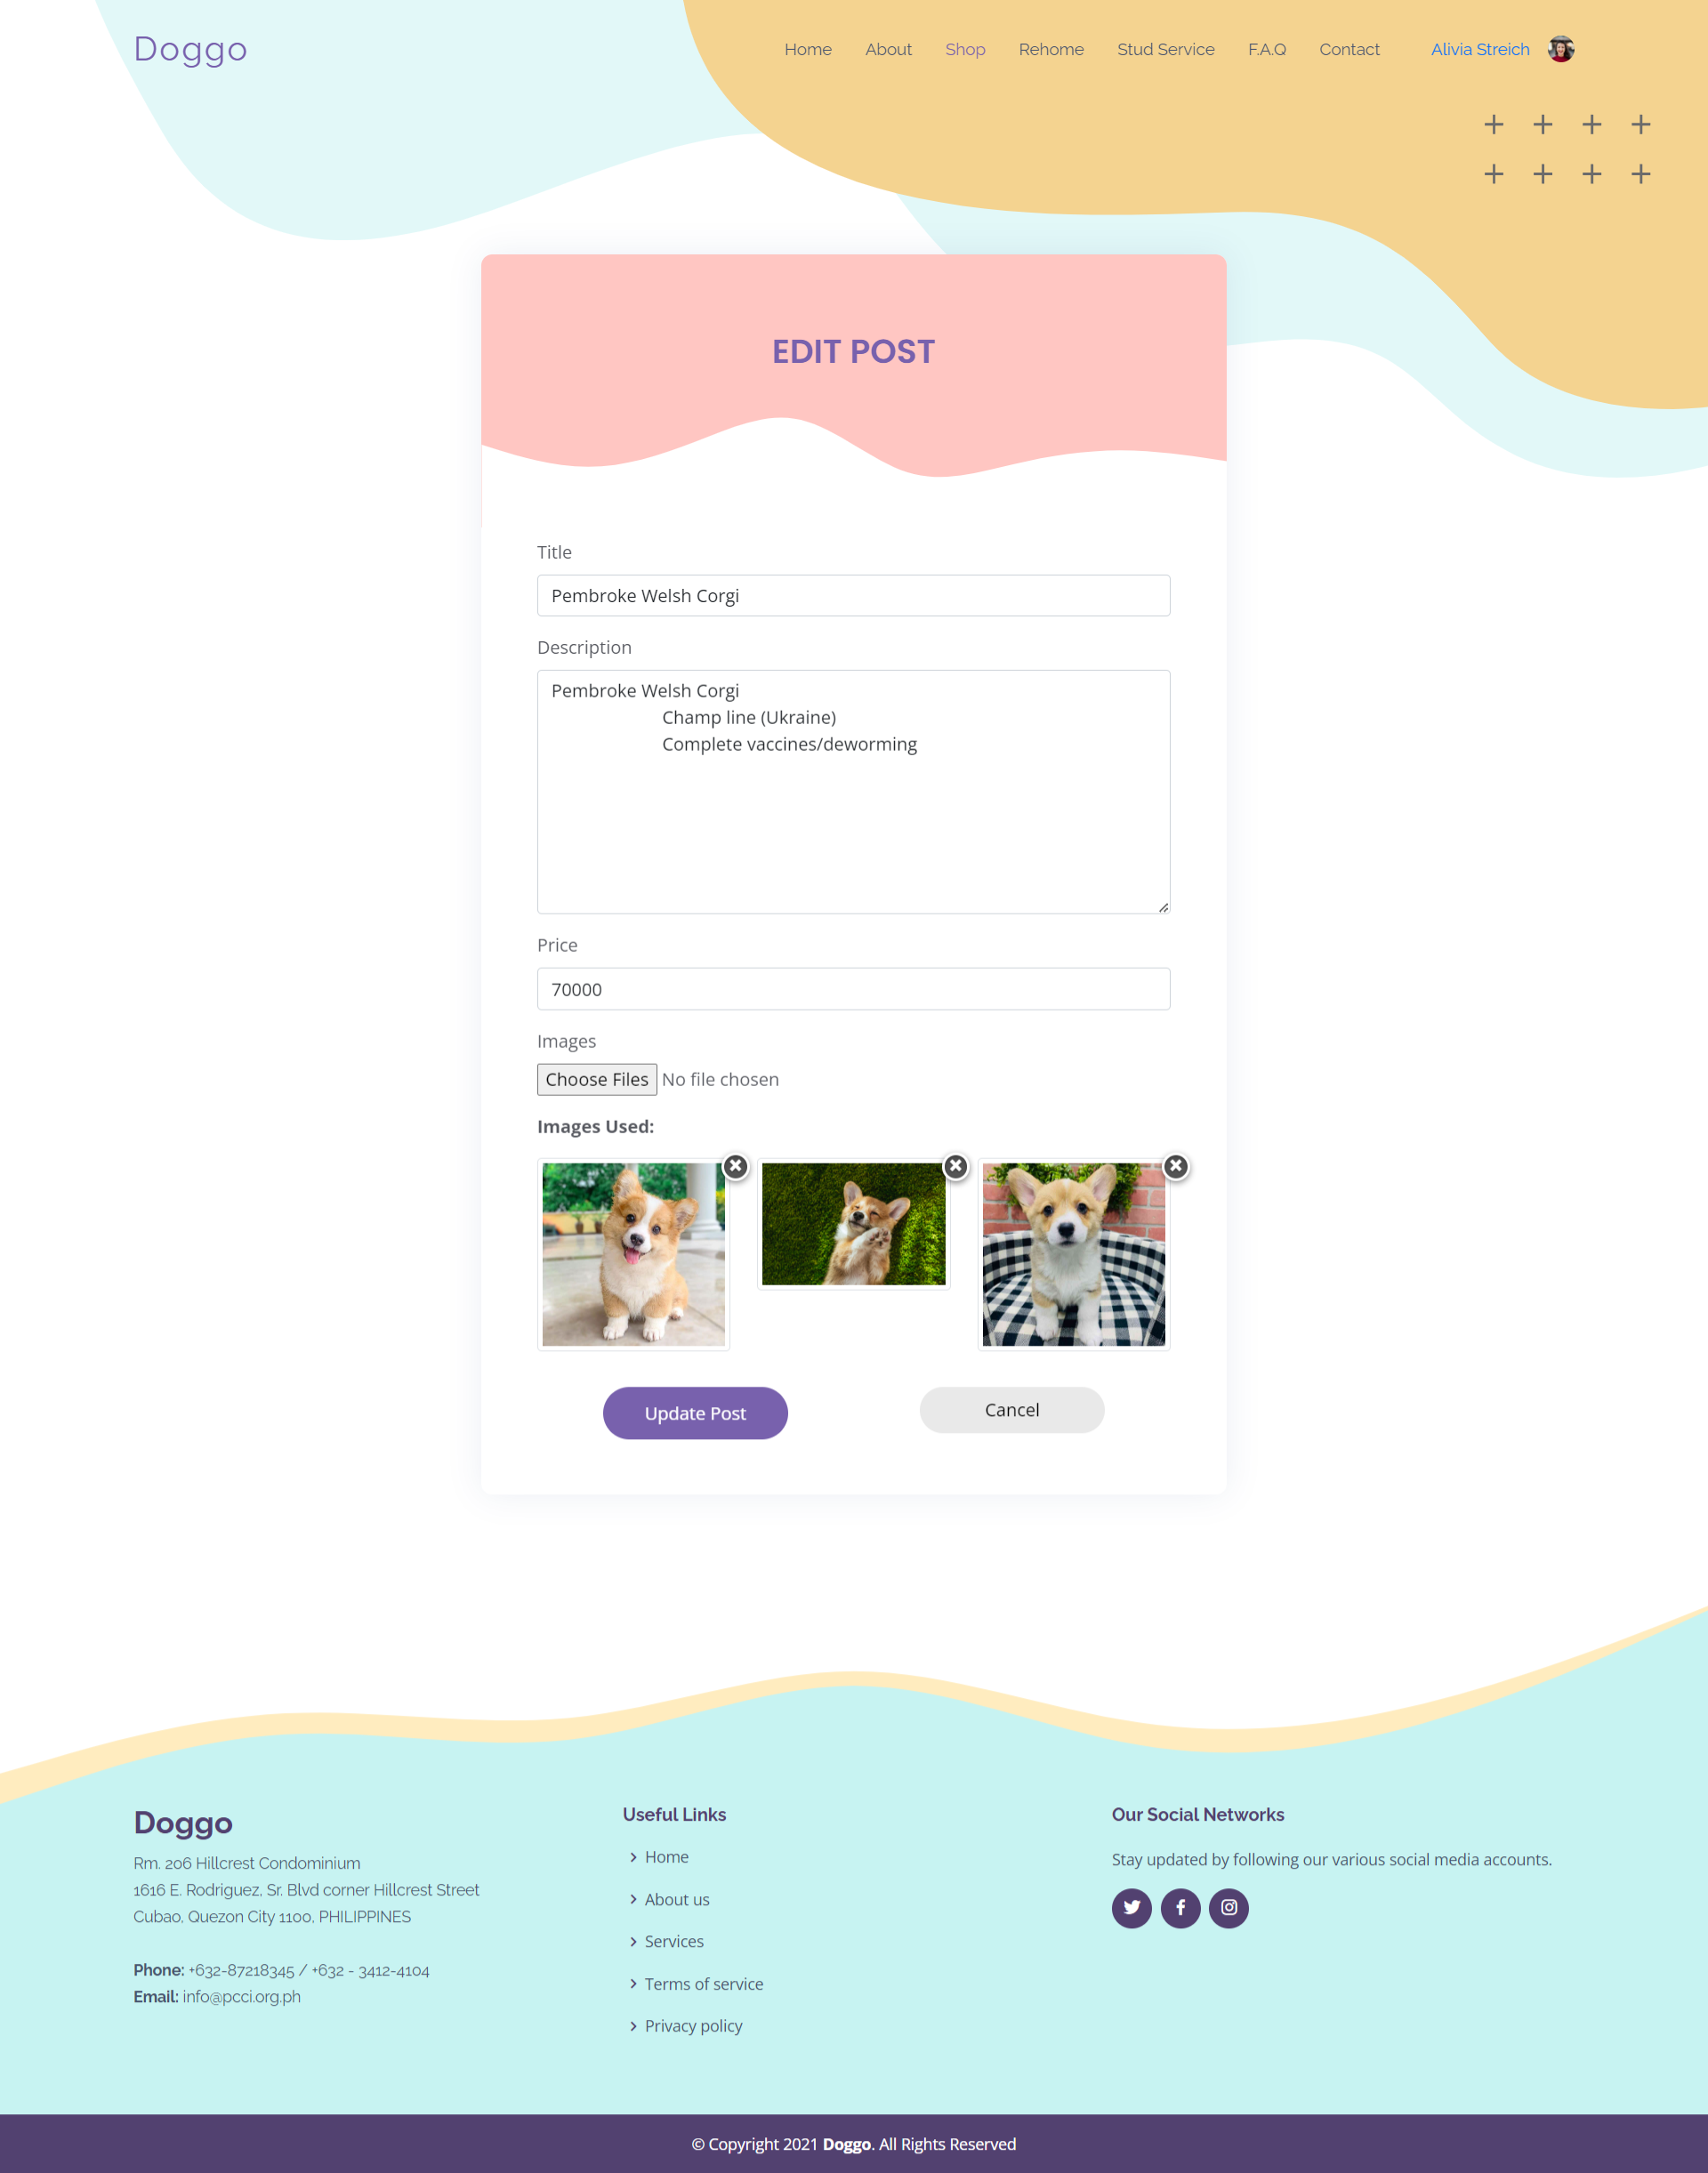 Doggo
Home About Shop Rehome Stud Service F.A.Q Contact Alivia Streich
EDIT POST
Title
Pembroke Welsh Corgi
Description
Pembroke Welsh Corgi
Champ line (Ukraine)
Complete vaccines/deworming
Price
70000
Images
Choose Files No file chosen
Images Used:
Update Post Cancel
Doggo
Rm. 206 Hillcrest Condominium
1616 E. Rodriguez, Sr. Blvd corner Hillcrest Street
Cubao, Quezon City 1100, PHILIPPINES
Phone: +632-87218345 / +632 - 3412-4104
Email: info@pcci.org.ph
Useful Links
Home
About us
Services
Terms of service
Privacy policy
Our Social Networks
Stay updated by following our various social media accounts.
© Copyright 2021 Doggo. All Rights Reserved